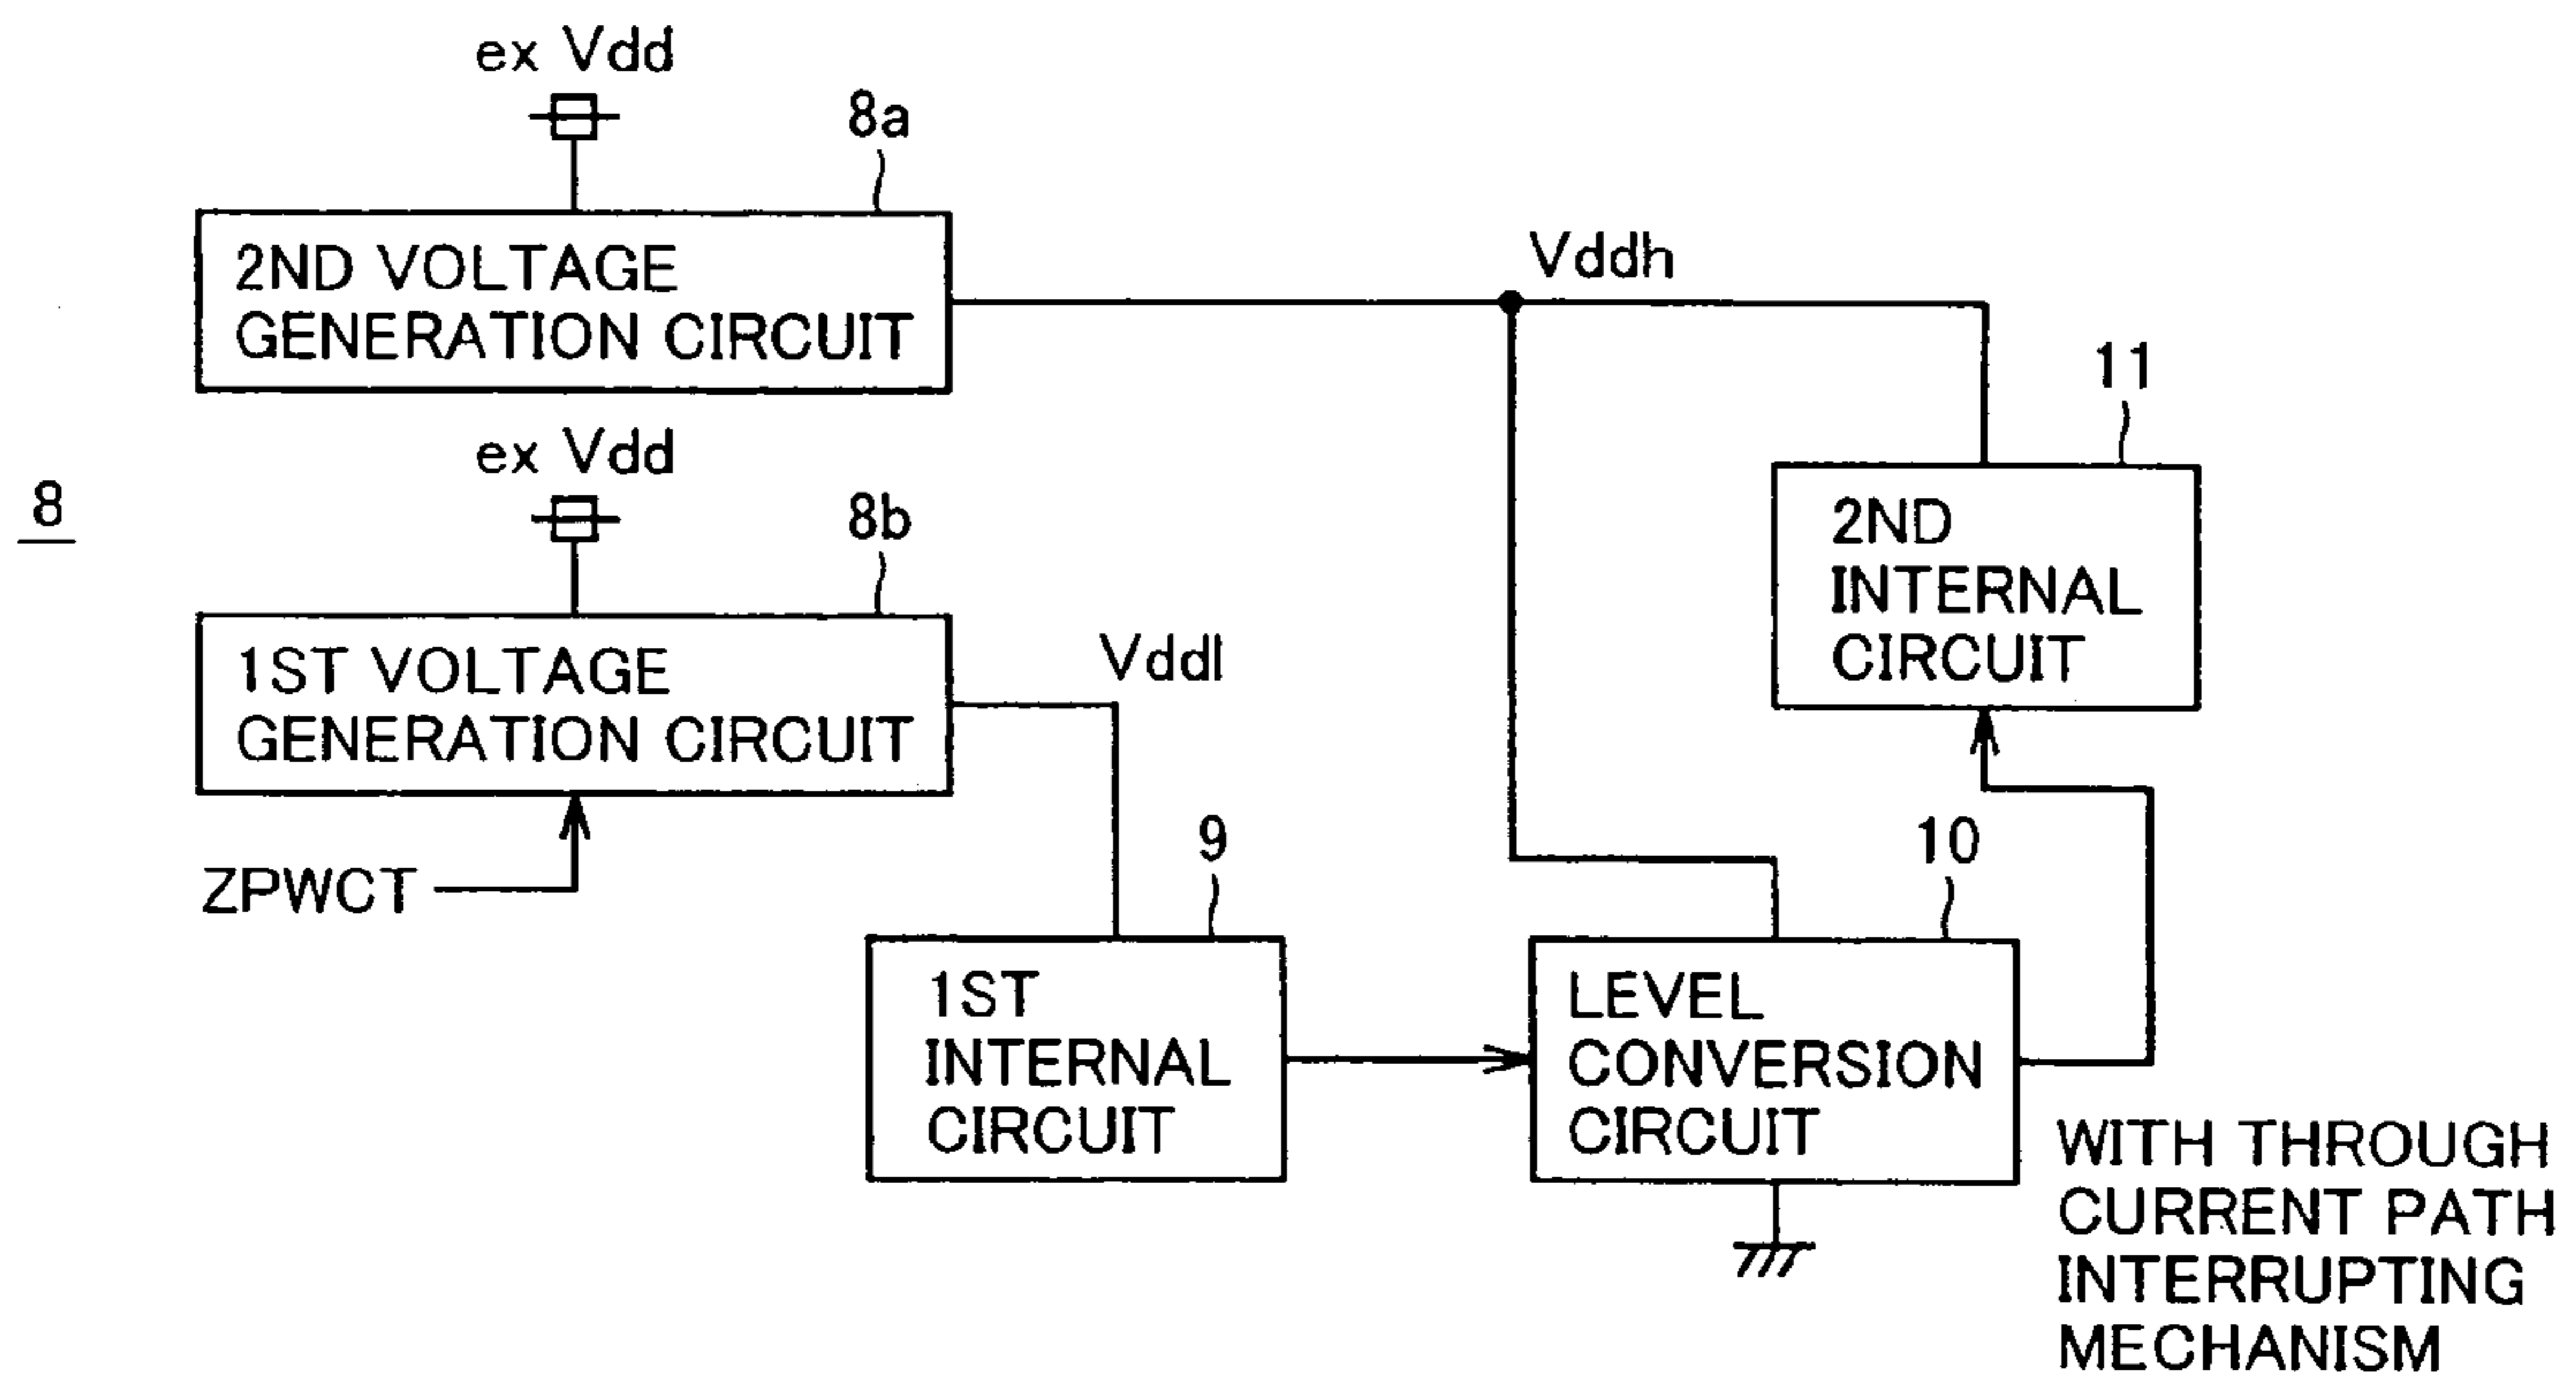 ex Vdd
8a
2ND VOLTAGE
GENERATION CIRCUIT
Vddh
11
ex Vdd
8
8b
2ND
INTERNAL
CIRCUIT
1ST VOLTAGE
GENERATION CIRCUIT
Vddl
ZPWCT
9
10
1ST
INTERNAL
CIRCUIT
LEVEL
CONVERSION
CIRCUIT
WITH THROUGH
CURRENT PATH
INTERRUPTING
MECHANISM